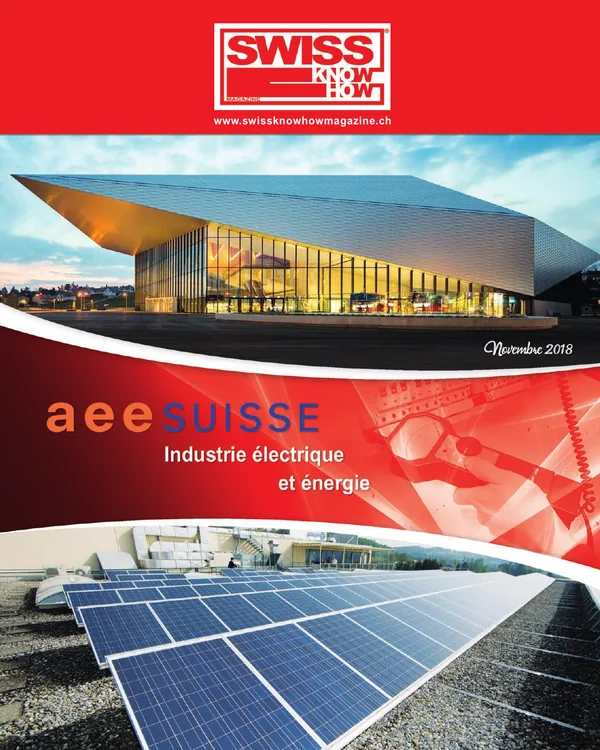 SWISS
KNOW
HOW
MAGAZINE
®
www.swissknowhowmagazine.ch
Novembre 2018
aeesUISSE
Industrie électrique
et énergie